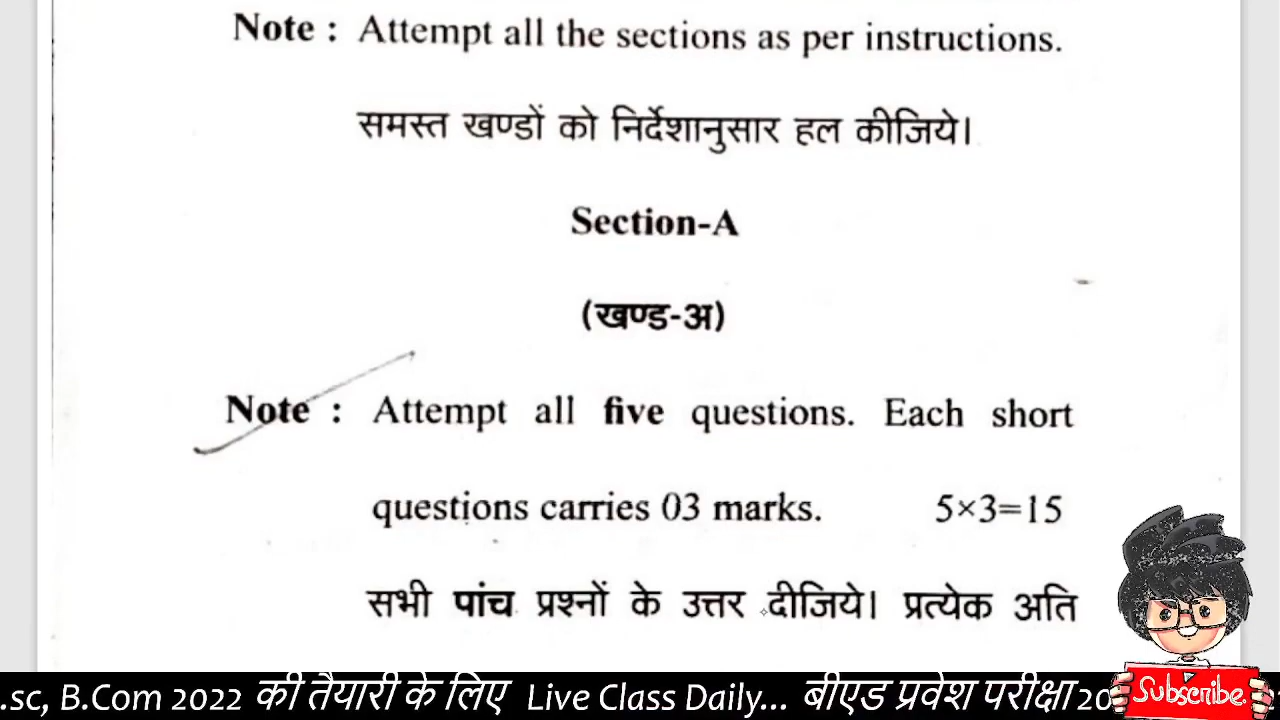 Note : Attempt all the sections as per instructions.
समस्त खण्डों को निर्देशानुसार हल कीजिये।
Section-A
(खण्ड-अ)
Note : Attempt all five questions. Each short
questions carries 03 marks. 5×3=15
सभी पांच प्रश्नों के उत्तर दीजिये। प्रत्येक अति
.sc, B.Com 2022 की तैयारी के लिए Live Class Daily... बीएड प्रवेश परीक्षा 20
Subscribe